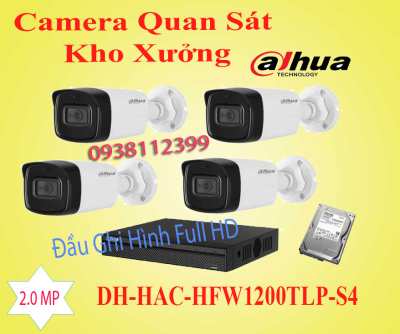 Camera Quan Sát
Kho Xưởng
alhua
TECHNOLOGY
0938112399
Đầu Ghi Hình Full HD
2.0 MP
DH-HAC-HFW1200TLP-S4